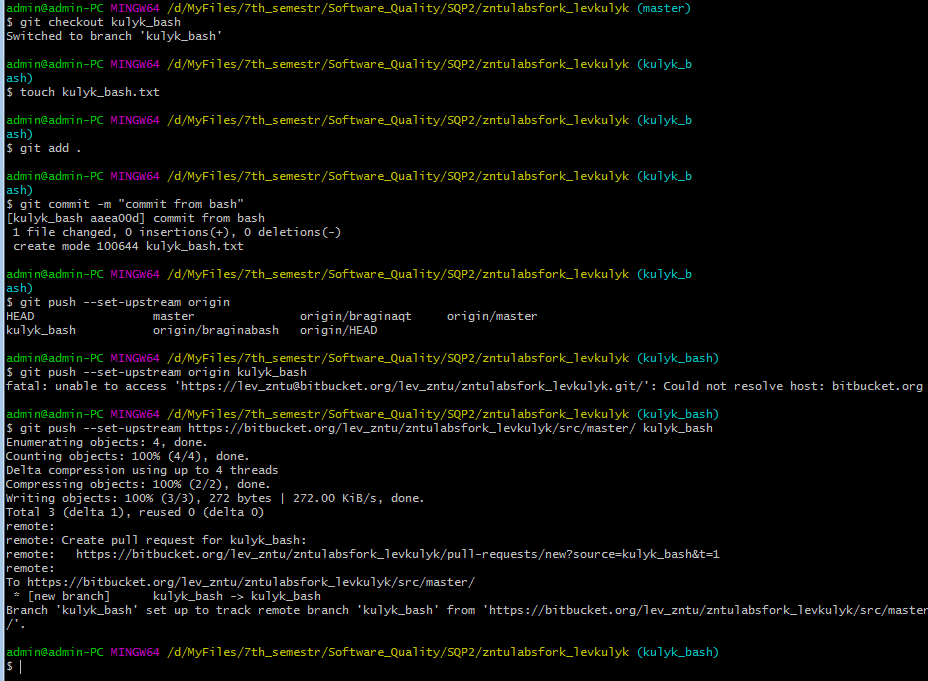 admin@admin-PC MINGW64 /d/MyFiles/7th_semestr/Software_Quality/SQP2/zntulabsfork_levkulyk (master)
$ git checkout kulyk_bash
Switched to branch 'kulyk_bash'

admin@admin-PC MINGW64 /d/MyFiles/7th_semestr/Software_Quality/SQP2/zntulabsfork_levkulyk (kulyk_b
ash)
$ touch kulyk_bash.txt

admin@admin-PC MINGW64 /d/MyFiles/7th_semestr/Software_Quality/SQP2/zntulabsfork_levkulyk (kulyk_b
ash)
$ git add .

admin@admin-PC MINGW64 /d/MyFiles/7th_semestr/Software_Quality/SQP2/zntulabsfork_levkulyk (kulyk_b
ash)
$ git commit -m "commit from bash"
[kulyk_bash aaea00d] commit from bash
 1 file changed, 0 insertions(+), 0 deletions(-)
 create mode 100644 kulyk_bash.txt

admin@admin-PC MINGW64 /d/MyFiles/7th_semestr/Software_Quality/SQP2/zntulabsfork_levkulyk (kulyk_b
ash)
$ git push --set-upstream origin
HEAD                 master               origin/braginaqt     origin/master
kulyk_bash           origin/braginabash   origin/HEAD

admin@admin-PC MINGW64 /d/MyFiles/7th_semestr/Software_Quality/SQP2/zntulabsfork_levkulyk (kulyk_bash)
$ git push --set-upstream origin kulyk_bash
fatal: unable to access 'https://lev_zntu@bitbucket.org/lev_zntu/zntulabsfork_levkulyk.git/': Could not resolve host: bitbucket.org

admin@admin-PC MINGW64 /d/MyFiles/7th_semestr/Software_Quality/SQP2/zntulabsfork_levkulyk (kulyk_bash)
$ git push --set-upstream https://bitbucket.org/lev_zntu/zntulabsfork_levkulyk/src/master/ kulyk_bash
Enumerating objects: 4, done.
Counting objects: 100% (4/4), done.
Delta compression using up to 4 threads
Compressing objects: 100% (2/2), done.
Writing objects: 100% (3/3), 272 bytes | 272.00 KiB/s, done.
Total 3 (delta 1), reused 0 (delta 0)
remote:
remote: Create pull request for kulyk_bash:
remote:   https://bitbucket.org/lev_zntu/zntulabsfork_levkulyk/pull-requests/new?source=kulyk_bash&t=1
remote:
To https://bitbucket.org/lev_zntu/zntulabsfork_levkulyk/src/master/
 * [new branch]      kulyk_bash -> kulyk_bash
Branch 'kulyk_bash' set up to track remote branch 'kulyk_bash' from 'https://bitbucket.org/lev_zntu/zntulabsfork_levkulyk/src/master
/'.

admin@admin-PC MINGW64 /d/MyFiles/7th_semestr/Software_Quality/SQP2/zntulabsfork_levkulyk (kulyk_bash)
$